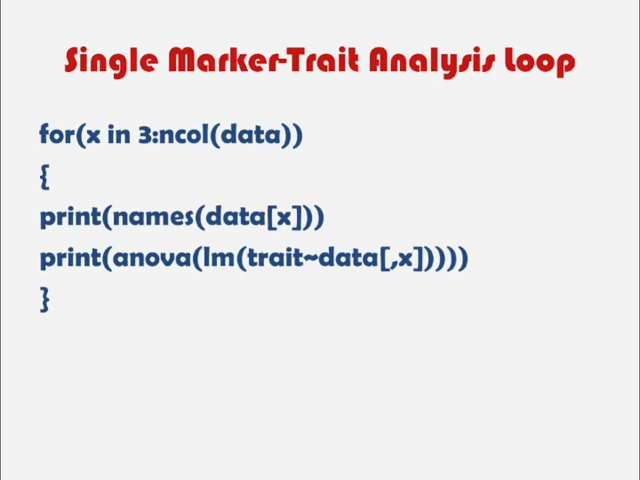 Single Marker-Trait Analysis Loop
for(x in 3:ncol(data))
{
print(names(data[x]))
print(anova(lm(trait~data[,x]))))
}